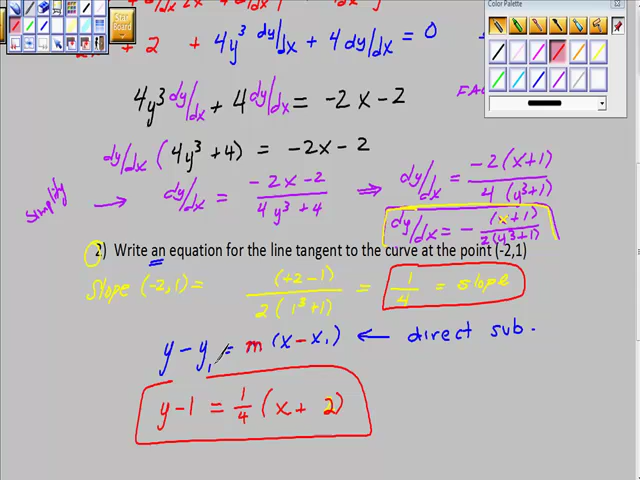 Color Palette
Start Board
+ 2 + 4y³ dy/dx + 4 dy/dx = 0
4y³ dy/dx + 4 dy/dx = -2x - 2
dy/dx (4y³ + 4) = -2x - 2
Simplify → dy/dx = (-2x - 2)/(4y³ + 4) ⇒ dy/dx = -2(x+1)/4(y³+1)
dy/dx = - (x+1)/2(y³+1)
2) Write an equation for the line tangent to the curve at the point (-2,1)
Slope (-2,1) = (+2-1)/2(1³+1) = 1/4 = slope
y - y₁ = m (x - x₁) ← direct sub.
y - 1 = 1/4 (x + 2)